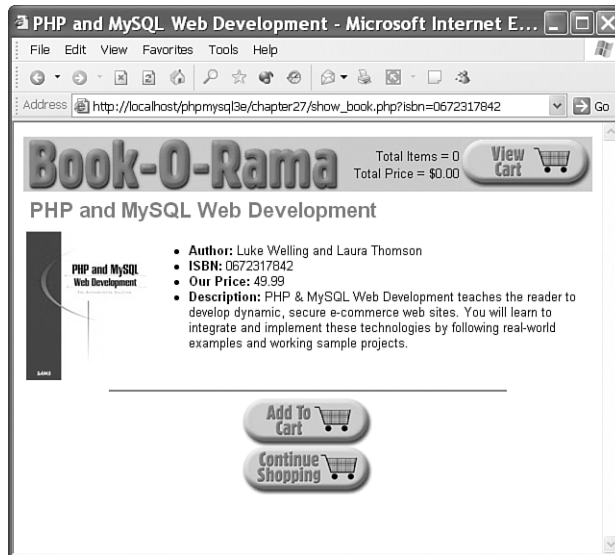 PHP and MySQL Web Development - Microsoft Internet E...
File Edit View Favorites Tools Help
Address http://localhost/phpmysql3e/chapter27/show_book.php?isbn=0672317842 Go
Book-O-Rama
Total Items = 0
Total Price = $0.00
View
Cart
PHP and MySQL Web Development
PHP and MySQL
Web Development
• Author: Luke Welling and Laura Thomson
• ISBN: 0672317842
• Our Price: 49.99
• Description: PHP & MySQL Web Development teaches the reader to
develop dynamic, secure e-commerce web sites. You will learn to
integrate and implement these technologies by following real-world
examples and working sample projects.
SAMS
Add To
Cart
Continue
Shopping